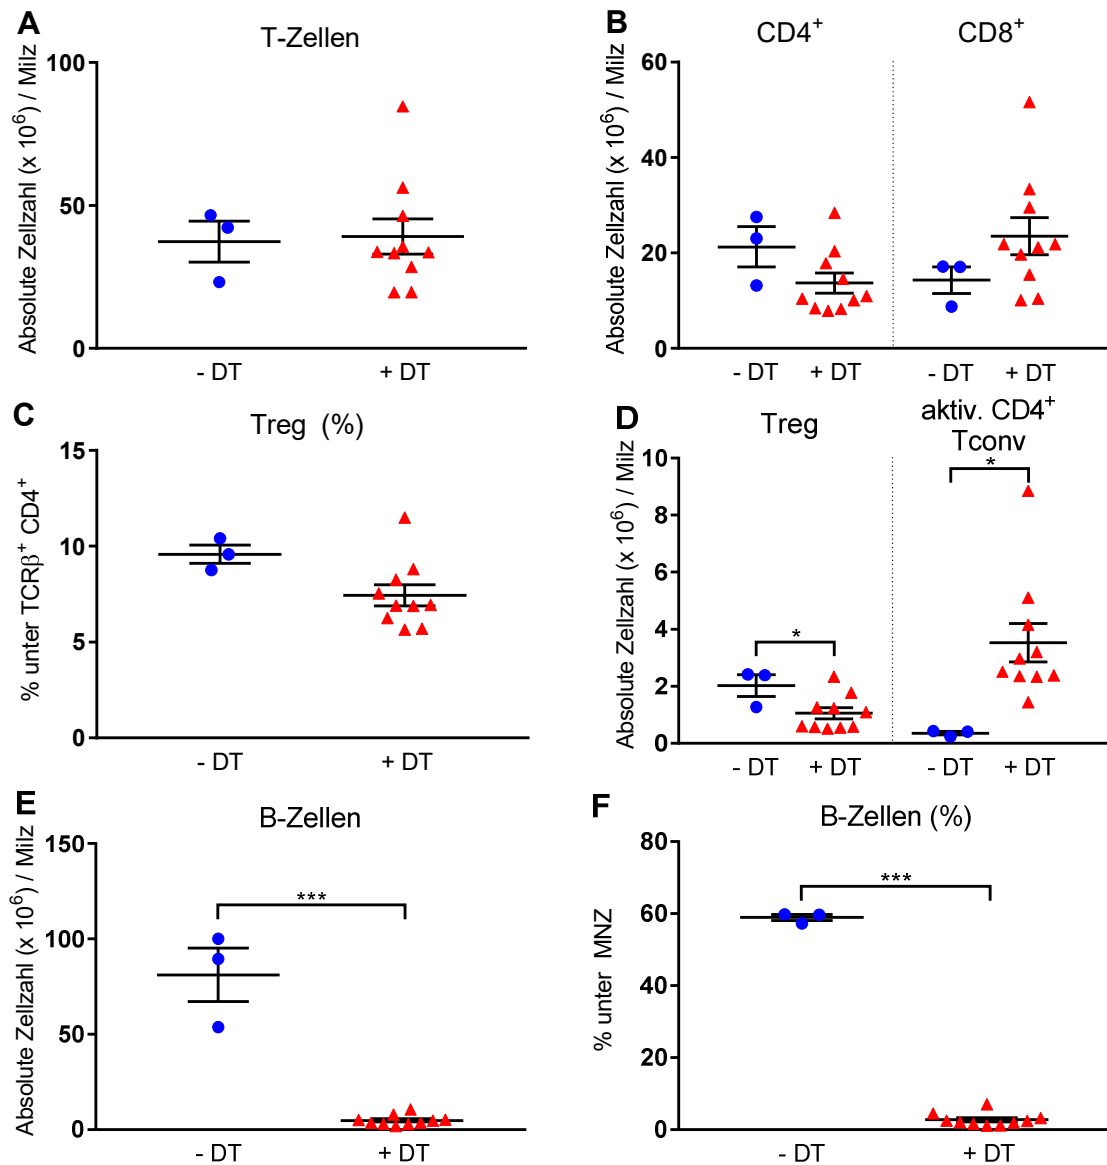 A
T-Zellen
Absolute Zellzahl (x 10⁶) / Milz
100
50
0
- DT
+ DT
B
CD4⁺
CD8⁺
Absolute Zellzahl (x 10⁶) / Milz
60
40
20
0
- DT
+ DT
- DT
+ DT
C
Treg (%)
% unter TCRβ⁺ CD4⁺
15
10
5
0
- DT
+ DT
D
Treg
aktiv. CD4⁺
Tconv
Absolute Zellzahl (x 10⁶) / Milz
10
8
6
4
2
0
*
*
- DT
+ DT
- DT
+ DT
E
B-Zellen
Absolute Zellzahl (x 10⁶) / Milz
150
100
50
0
***
- DT
+ DT
F
B-Zellen (%)
% unter MNZ
80
60
40
20
0
***
- DT
+ DT